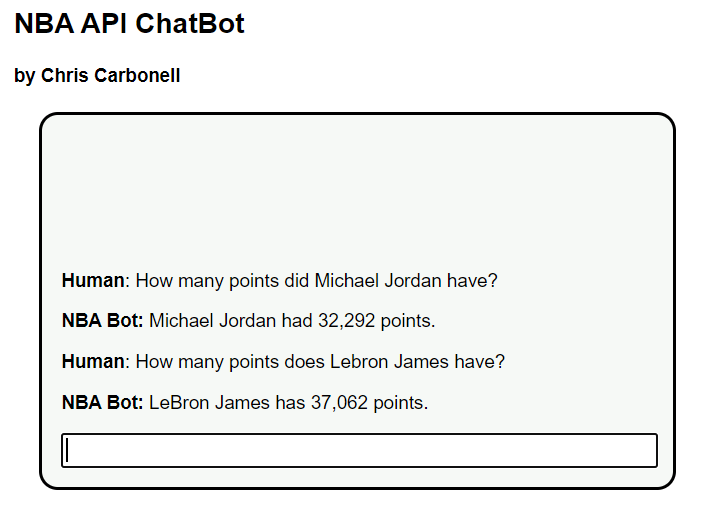 NBA API ChatBot
by Chris Carbonell
Human: How many points did Michael Jordan have?
NBA Bot: Michael Jordan had 32,292 points.
Human: How many points does Lebron James have?
NBA Bot: LeBron James has 37,062 points.